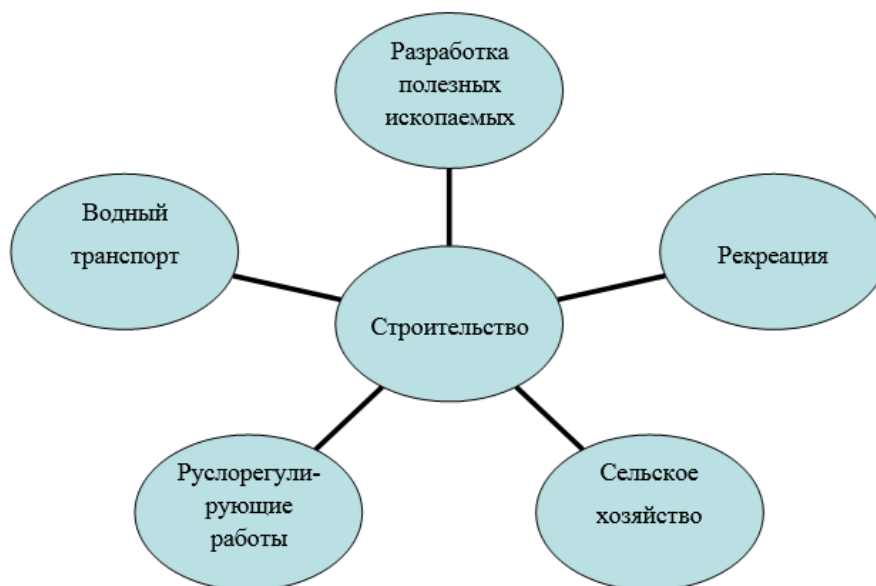 Разработка
полезных
ископаемых
Водный
транспорт
Рекреация
Строительство
Руслорегули-
рующие
работы
Сельское
хозяйство